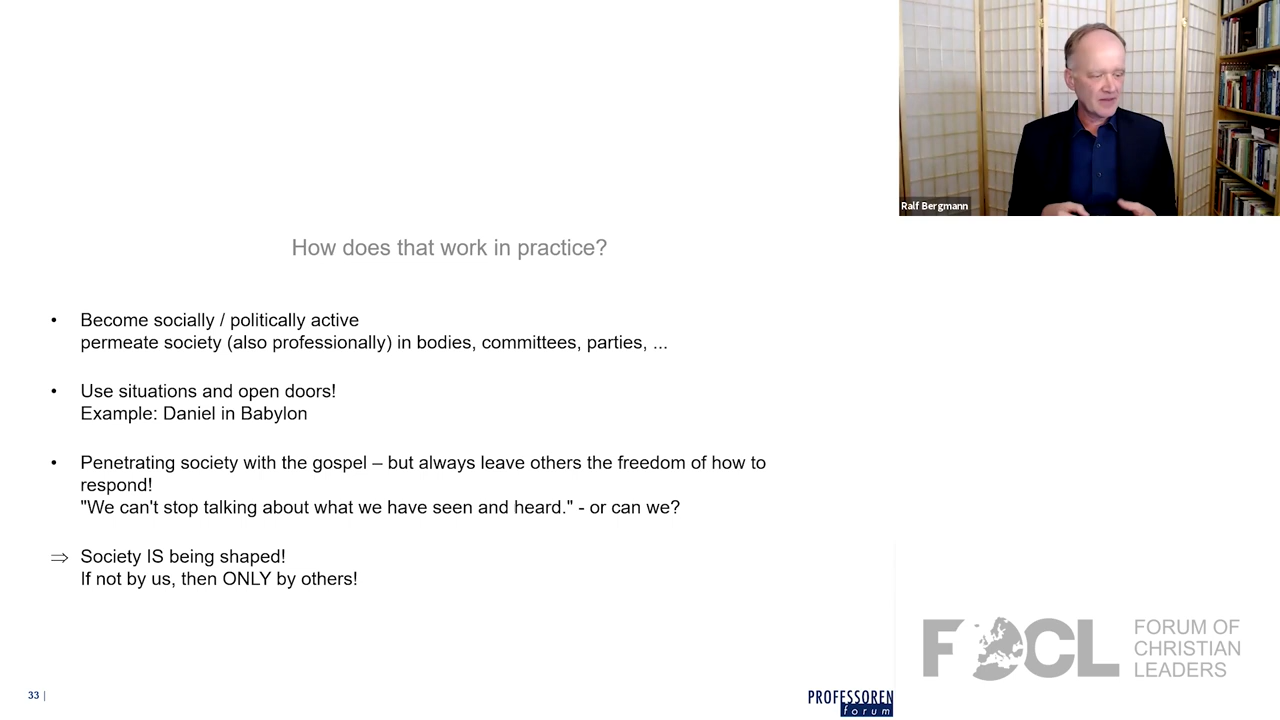 Ralf Bergmann
How does that work in practice?
• Become socially / politically active
permeate society (also professionally) in bodies, committees, parties, ...
• Use situations and open doors!
Example: Daniel in Babylon
• Penetrating society with the gospel – but always leave others the freedom of how to
respond!
"We can't stop talking about what we have seen and heard." - or can we?
⇒ Society IS being shaped!
If not by us, then ONLY by others!
FOCL
FORUM OF
CHRISTIAN
LEADERS
33 |
PROFESSOREN
forum